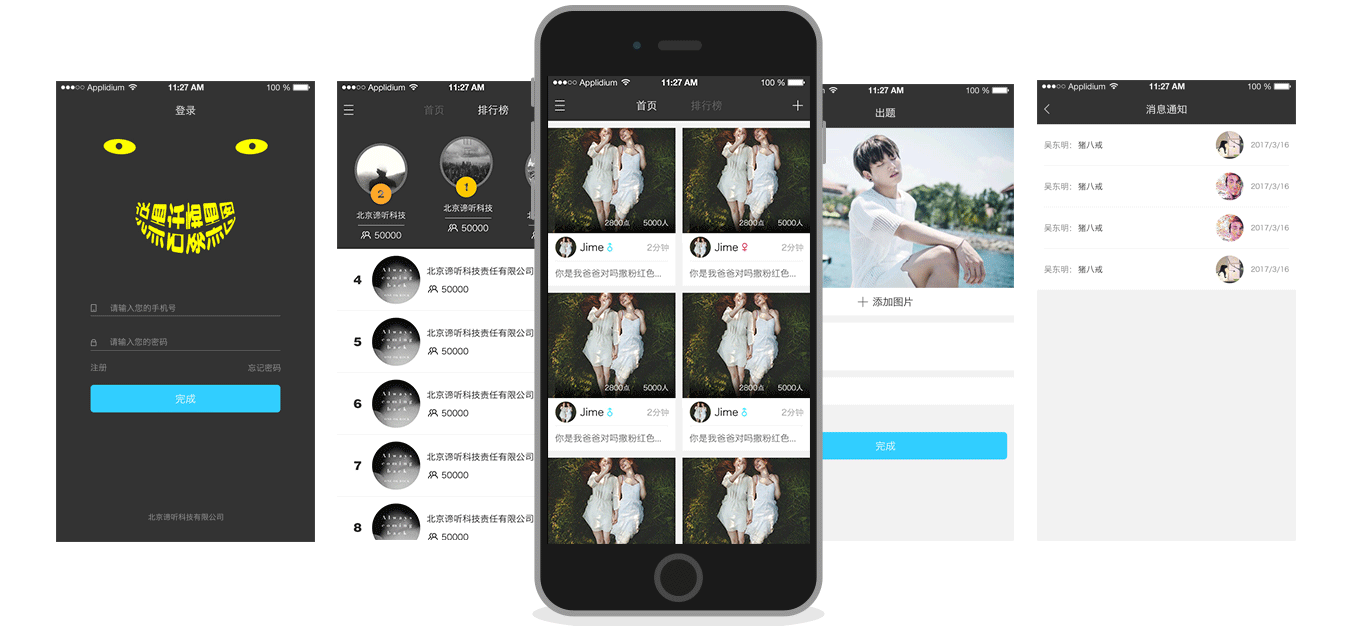 ●●●○○ Applidium 11:27 AM 100 %
登录
请输入您的手机号
请输入您的密码
注册 忘记密码
完成
北京谛听科技有限公司
●●●○○ Applidium 11:27 AM
首页 排行榜
2
北京谛听科技
50000
1
北京谛听科技
50000
4
北京谛听科技责任有限公司
50000
5
北京谛听科技责任有限公司
50000
6
北京谛听科技责任有限公司
50000
7
北京谛听科技责任有限公司
50000
8
北京谛听科技责任有限公司
50000
Always
coming
back
Always
coming
back
Always
coming
back
Always
coming
back
Always
coming
●●●○○ Applidium 11:27 AM 100 %
首页 排行榜
2800点 5000人
Jime 2分钟
你是我爸爸对吗撒粉红色...
2800点 5000人
Jime 2分钟
你是我爸爸对吗撒粉红色...
2800点 5000人
Jime 2分钟
你是我爸爸对吗撒粉红色...
2800点 5000人
Jime 2分钟
你是我爸爸对吗撒粉红色...
11:27 AM 100 %
出题
添加图片
完成
●●●○○ Applidium 11:27 AM 100 %
消息通知
吴东明：猪八戒 2017/3/16
吴东明：猪八戒 2017/3/16
吴东明：猪八戒 2017/3/16
吴东明：猪八戒 2017/3/16